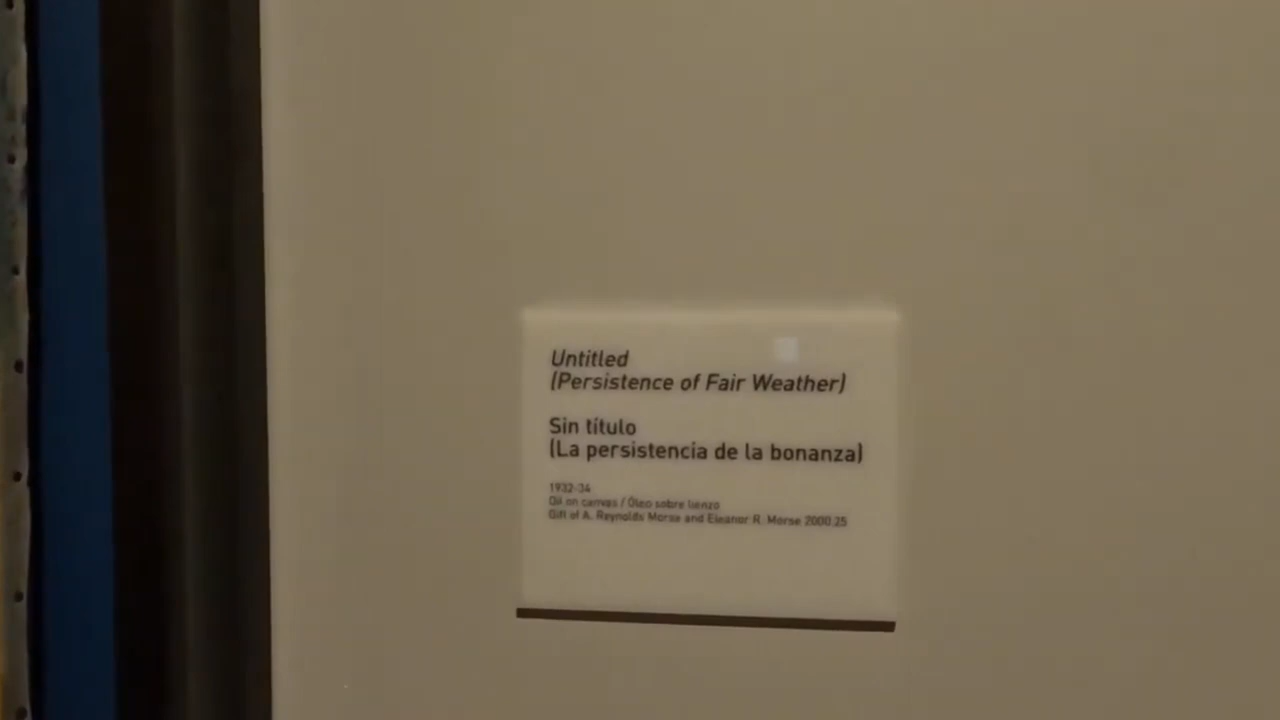 Untitled
(Persistence of Fair Weather)
Sin título
(La persistencia de la bonanza)
1932-34
Oil on canvas / Óleo sobre lienzo
Gift of A. Reynolds Morse and Eleanor R. Morse 2000.25